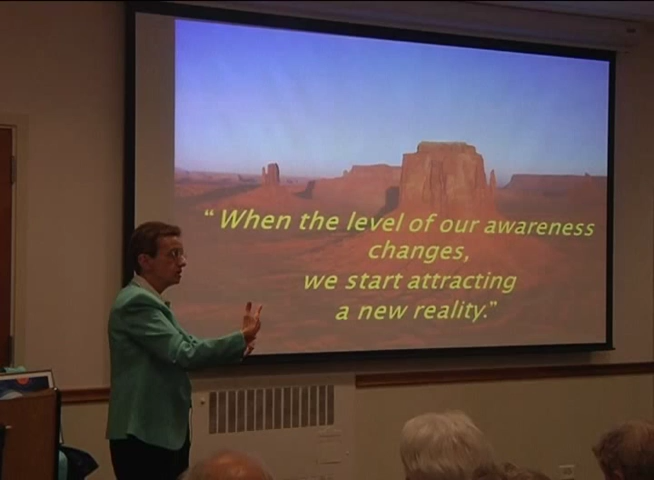 “ When the level of our awareness
changes,
we start attracting
a new reality.”